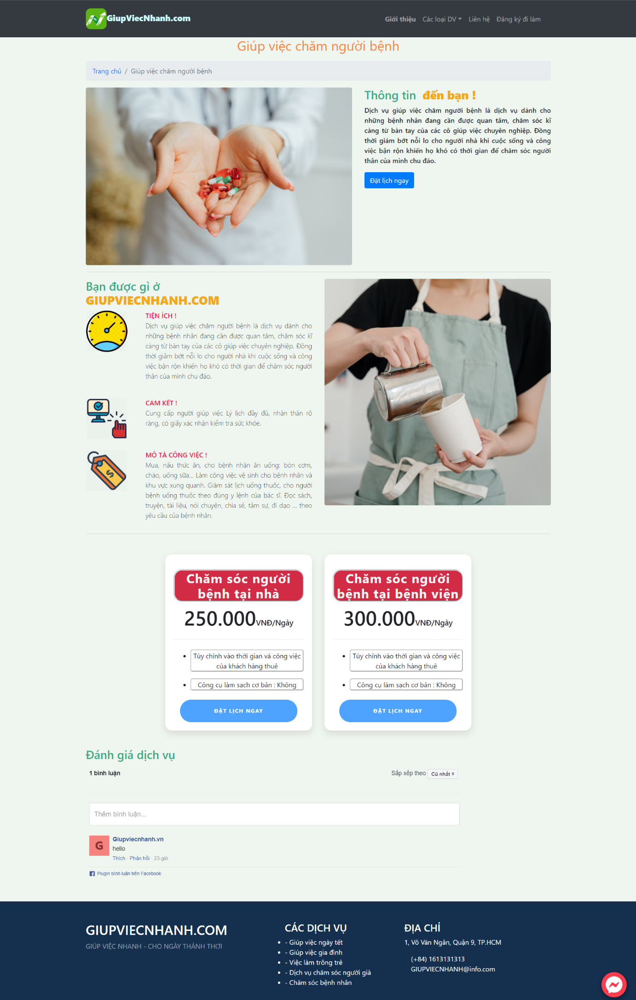 GiupViecNhanh.com
Giới thiệu
Các loại DV
Liên hệ
Đăng ký đi làm
Giúp việc chăm người bệnh
Trang chủ / Giúp việc chăm người bệnh
Thông tin đến bạn !
Dịch vụ giúp việc chăm người bệnh là dịch vụ dành cho
những bệnh nhân đang cần được quan tâm, chăm sóc kĩ
càng từ bàn tay của các cô giúp việc chuyên nghiệp. Đồng
thời giảm bớt nỗi lo cho người nhà khi cuộc sống và công
việc bận rộn khiến họ khó có thời gian để chăm sóc người
thân của mình chu đáo.
Đặt lịch ngay
Bạn được gì ở
GIUPVIECNHANH.COM
TIỆN ÍCH !
Dịch vụ giúp việc chăm người bệnh là dịch vụ dành cho
những bệnh nhân đang cần được quan tâm, chăm sóc kĩ
càng từ bàn tay của các cô giúp việc chuyên nghiệp. Đồng
thời giảm bớt nỗi lo cho người nhà khi cuộc sống và công
việc bận rộn khiến họ khó có thời gian để chăm sóc người
thân của mình chu đáo.
CAM KẾT !
Cung cấp người giúp việc Lý lịch đầy đủ, nhân thân rõ
ràng, có giấy xác nhận kiểm tra sức khỏe.
MÔ TẢ CÔNG VIỆC !
Mua, nấu thức ăn, cho bệnh nhân ăn uống: bón cơm,
cháo, uống sữa... Làm công việc vệ sinh cho bệnh nhân và
khu vực xung quanh. Giám sát lịch uống thuốc, cho người
bệnh uống thuốc theo đúng y lệnh của bác sĩ. Đọc sách,
truyện, tài liệu, nói chuyện, chia sẻ, tâm sự, đi dạo ... theo
yêu cầu của bệnh nhân.
Chăm sóc người
bệnh tại nhà
250.000VNĐ/Ngày
Tùy chỉnh vào thời gian và công việc
của khách hàng thuê
Công cụ làm sạch cơ bản : Không
ĐẶT LỊCH NGAY
Chăm sóc người
bệnh tại bệnh viện
300.000VNĐ/Ngày
Tùy chỉnh vào thời gian và công việc
của khách hàng thuê
Công cụ làm sạch cơ bản : Không
ĐẶT LỊCH NGAY
Đánh giá dịch vụ
1 bình luận
Sắp xếp theo Cũ nhất
Thêm bình luận...
G
Giupviecnhanh.vn
hello
Thích · Phản hồi · 23 giờ
Plugin bình luận trên Facebook
GIUPVIECNHANH.COM
GIÚP VIỆC NHANH - CHO NGÀY THẢNH THƠI
CÁC DỊCH VỤ
- Giúp việc ngày tết
- Giúp việc gia đình
- Việc làm trông trẻ
- Dịch vụ chăm sóc người già
- Chăm sóc bệnh nhân
ĐỊA CHỈ
1, Võ Văn Ngân, Quận 9, TP.HCM
(+84) 1613131313
GIUPVIECNHANH@info.com